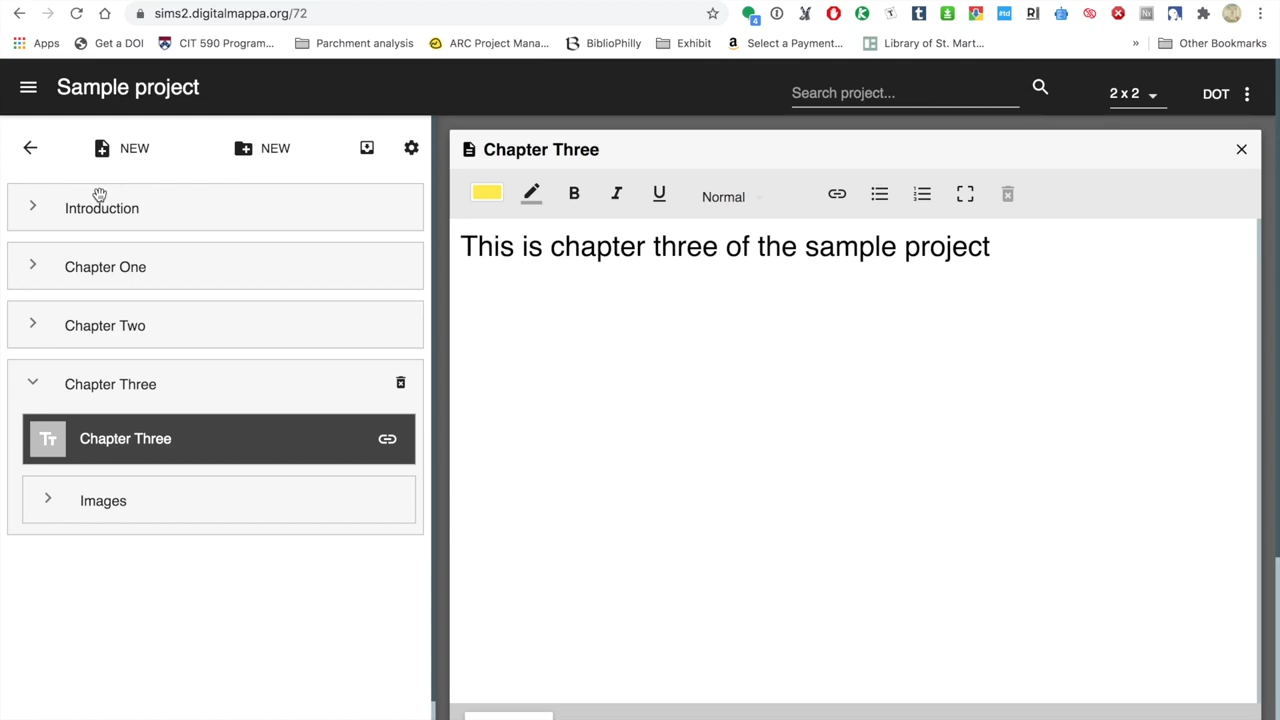 sims2.digitalmappa.org/72
4
Apps
Get a DOI
CIT 590 Program...
Parchment analysis
ARC Project Mana...
BiblioPhilly
Exhibit
Select a Payment...
Library of St. Mart...
»
Other Bookmarks
Sample project
Search project...
2 x 2
DOT
NEW
NEW
Chapter Three
Introduction
B I U
Normal
This is chapter three of the sample project
Chapter One
Chapter Two
Chapter Three
Tт Chapter Three
Images